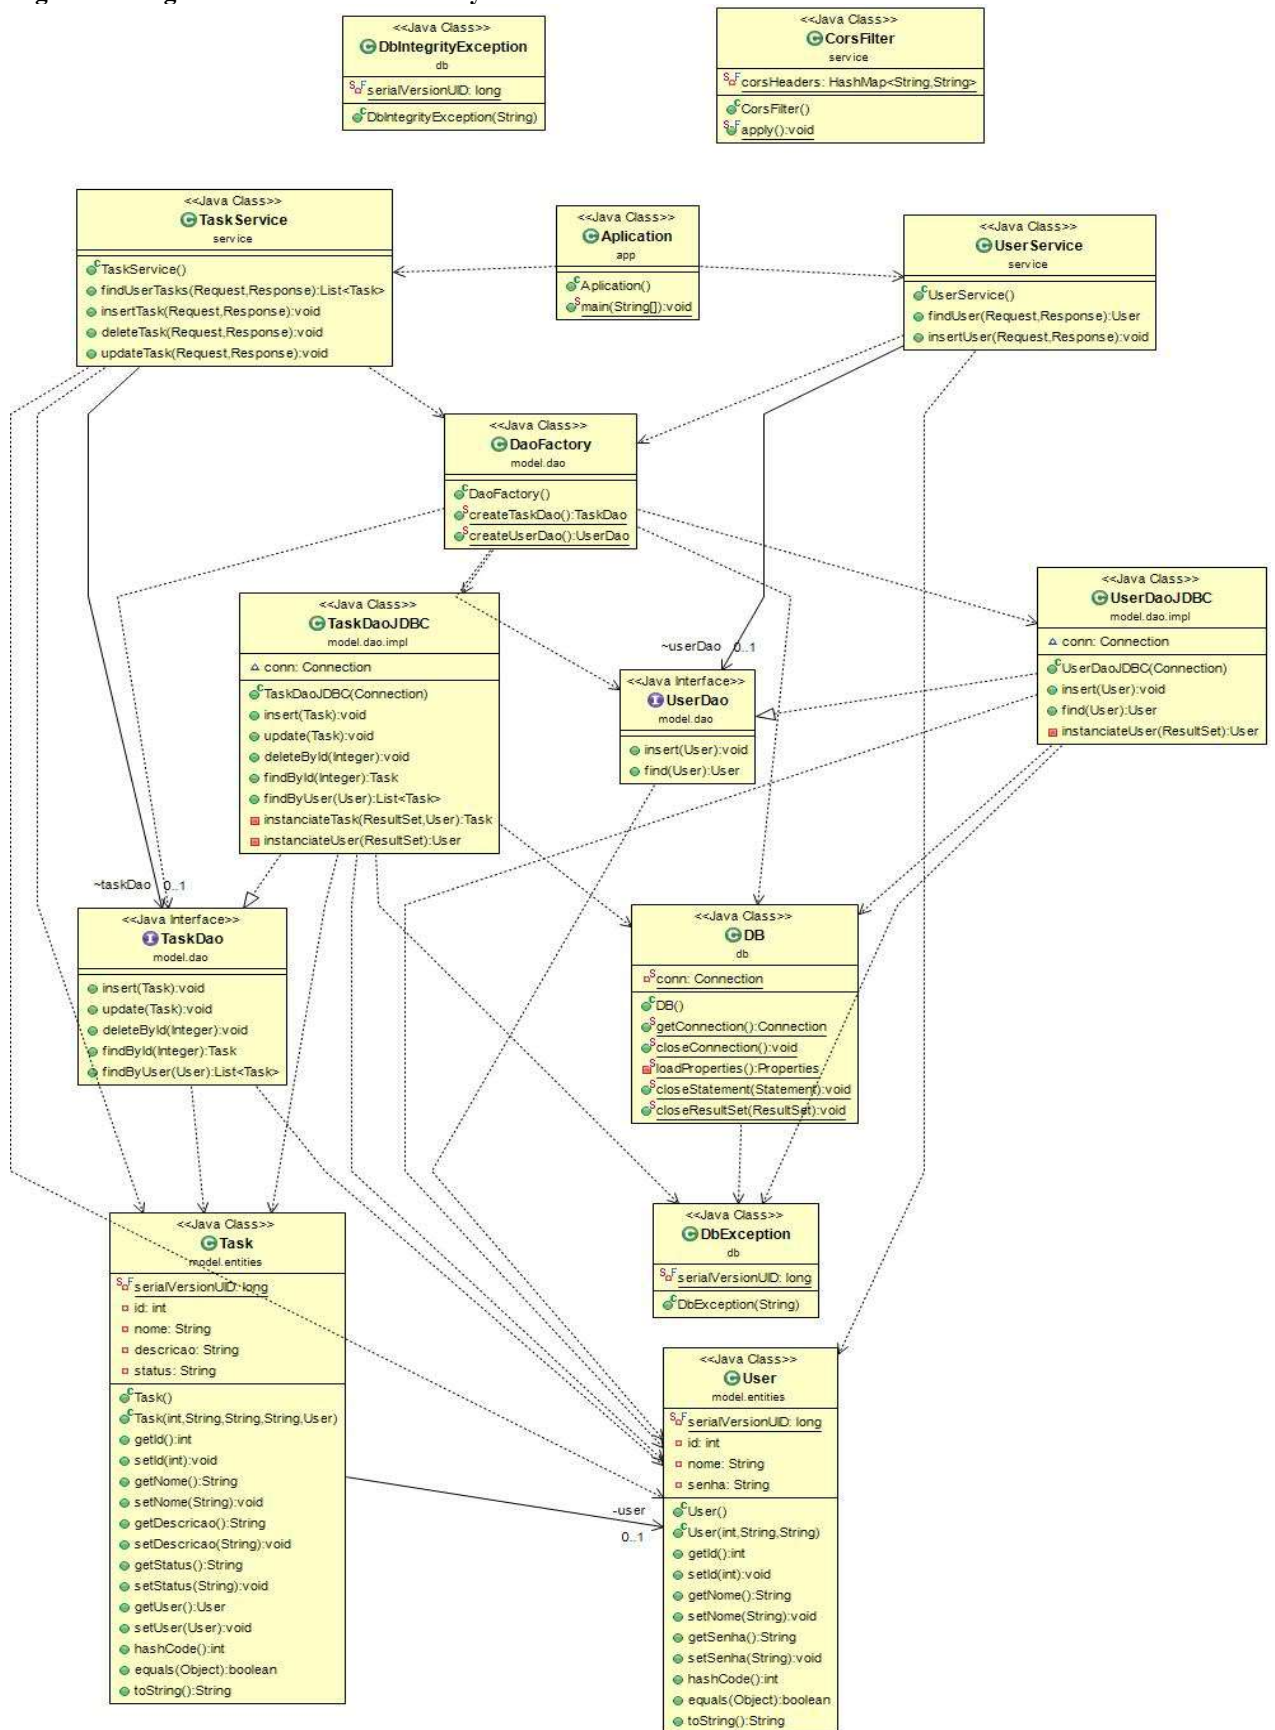 <<Java Class>>
DbIntegrityException
db
serialVersionUID: long
DbIntegrityException(String)
<<Java Class>>
CorsFilter
service
corsHeaders: HashMap<String,String>
CorsFilter()
apply():void
<<Java Class>>
TaskService
service
TaskService()
findUserTasks(Request,Response):List<Task>
insertTask(Request,Response):void
deleteTask(Request,Response):void
updateTask(Request,Response):void
<<Java Class>>
Aplication
app
Aplication()
main(String[]):void
<<Java Class>>
UserService
service
UserService()
findUser(Request,Response):User
insertUser(Request,Response):void
<<Java Class>>
DaoFactory
model.dao
DaoFactory()
createTaskDao():TaskDao
createUserDao():UserDao
<<Java Class>>
TaskDaoJDBC
model.dao.impl
conn: Connection
TaskDaoJDBC(Connection)
insert(Task):void
update(Task):void
deleteById(Integer):void
findById(Integer):Task
findByUser(User):List<Task>
instanciateTask(ResultSet,User):Task
instanciateUser(ResultSet):User
~userDao 0..1
<<Java Interface>>
UserDao
model.dao
insert(User):void
find(User):User
<<Java Class>>
UserDaoJDBC
model.dao.impl
conn: Connection
UserDaoJDBC(Connection)
insert(User):void
find(User):User
instanciateUser(ResultSet):User
~taskDao 0..1
<<Java Interface>>
TaskDao
model.dao
insert(Task):void
update(Task):void
deleteById(Integer):void
findById(Integer):Task
findByUser(User):List<Task>
<<Java Class>>
DB
db
conn: Connection
DB()
getConnection():Connection
closeConnection():void
loadProperties():Properties
closeStatement(Statement):void
closeResultSet(ResultSet):void
<<Java Class>>
DbException
db
serialVersionUID: long
DbException(String)
<<Java Class>>
Task
model.entities
serialVersionUID: long
id: int
nome: String
descricao: String
status: String
Task()
Task(int,String,String,String,User)
getId():int
setId(int):void
getNome():String
setNome(String):void
getDescricao():String
setDescricao(String):void
getStatus():String
setStatus(String):void
getUser():User
setUser(User):void
hashCode():int
equals(Object):boolean
toString():String
-user
0..1
<<Java Class>>
User
model.entities
serialVersionUID: long
id: int
nome: String
senha: String
User()
User(int,String,String)
getId():int
setId(int):void
getNome():String
setNome(String):void
getSenha():String
setSenha(String):void
hashCode():int
equals(Object):boolean
toString():String